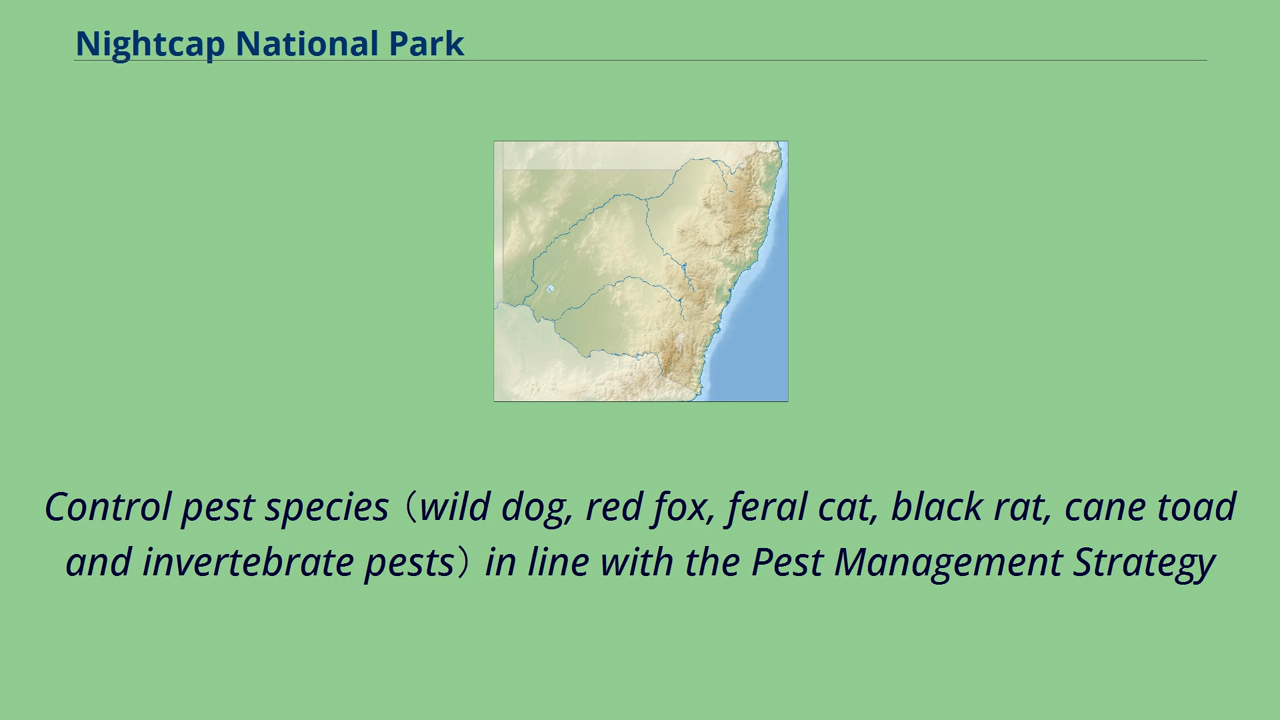 Nightcap National Park
Control pest species （wild dog, red fox, feral cat, black rat, cane toad
and invertebrate pests） in line with the Pest Management Strategy